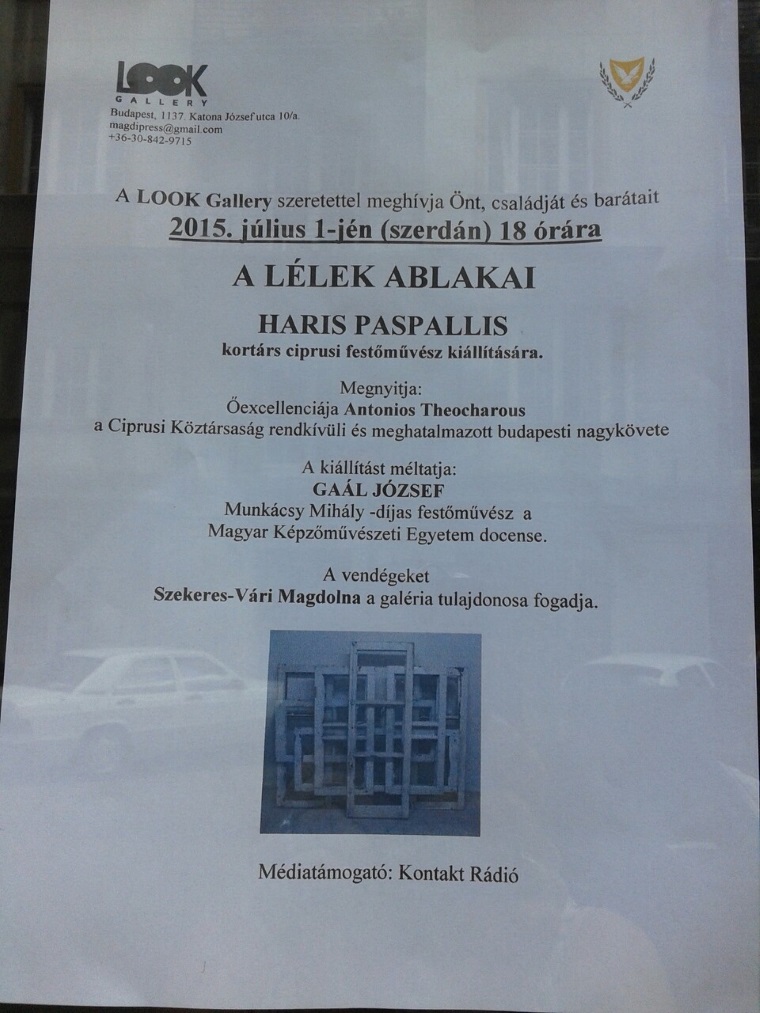 LOOK
GALLERY
Budapest, 1137. Katona József utca 10/a.
magdipress@gmail.com
+36-30-842-9715
A LOOK Gallery szeretettel meghívja Önt, családját és barátait
2015. július 1-jén (szerdán) 18 órára
A LÉLEK ABLAKAI
HARIS PASPALLIS
kortárs ciprusi festőművész kiállítására.
Megnyitja:
Őexcellenciája Antonios Theocharous
a Ciprusi Köztársaság rendkívüli és meghatalmazott budapesti nagykövete
A kiállítást méltatja:
GAÁL JÓZSEF
Munkácsy Mihály -díjas festőművész a
Magyar Képzőművészeti Egyetem docense.
A vendégeket
Szekeres-Vári Magdolna a galéria tulajdonosa fogadja.
Médiatámogató: Kontakt Rádió